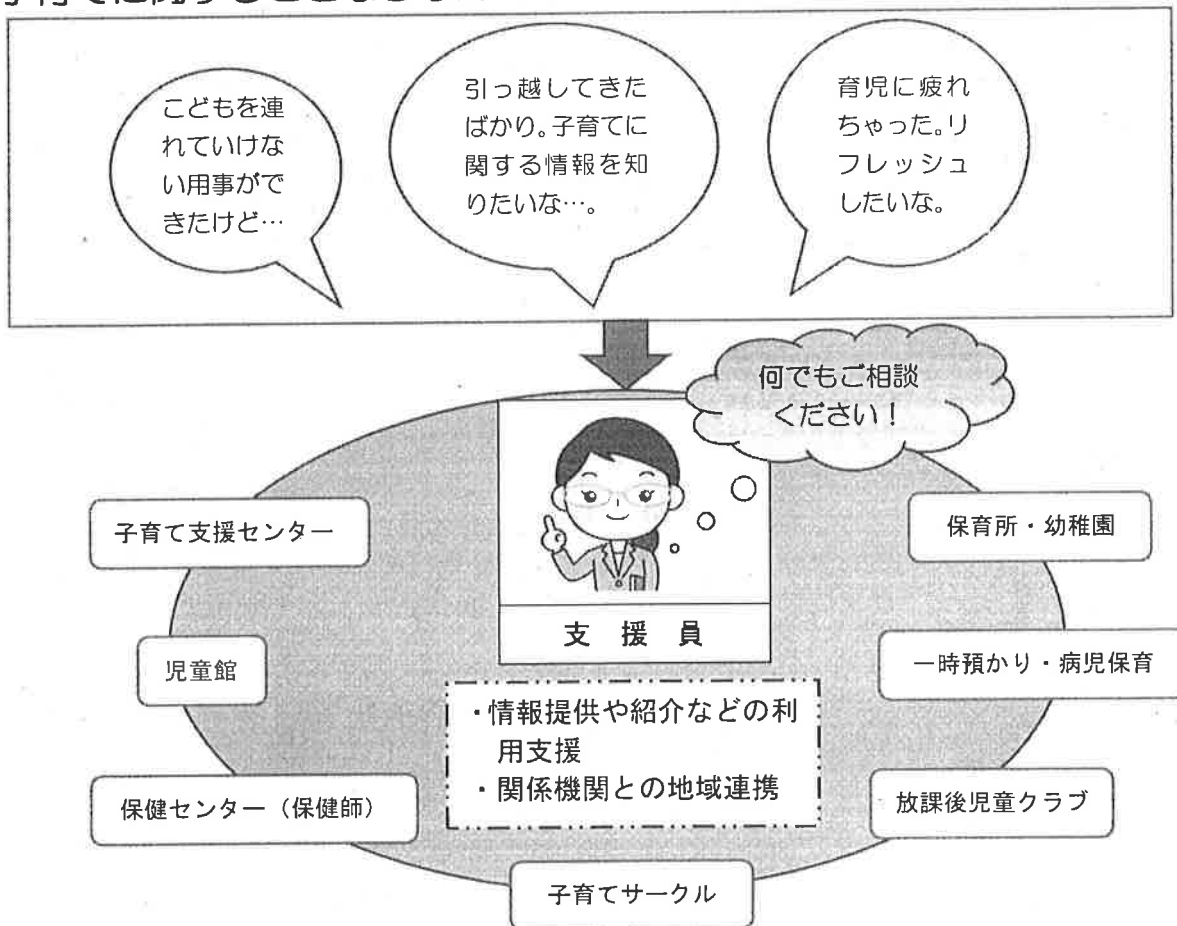 こどもを連
れていけな
い用事がで
きたけど…
引っ越してきた
ばかり。子育てに
関する情報を知
りたいな…。
育児に疲れ
ちゃった。リ
フレッシュ
したいな。
何でもご相談
ください！
支援員
子育て支援センター
児童館
保健センター（保健師）
子育てサークル
保育所・幼稚園
一時預かり・病児保育
放課後児童クラブ
・情報提供や紹介などの利
用支援
・関係機関との地域連携